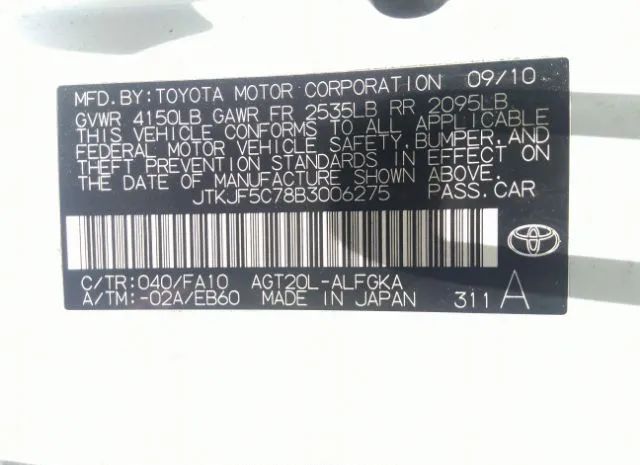 MFD. BY: TOYOTA MOTOR CORPORATION 09/10
GVWR 4150LB GAWR FR 2535LB RR 2095LB
THIS VEHICLE CONFORMS TO ALL APPLICABLE
FEDERAL MOTOR VEHICLE SAFETY, BUMPER, AND
THEFT PREVENTION STANDARDS IN EFFECT ON
THE DATE OF MANUFACTURE SHOWN ABOVE.
JTKJF5C78B3006275 PASS. CAR
C/TR: 040/FA10 AGT20L-ALFGKA
A/TM: -02A/EB60 MADE IN JAPAN 311 A